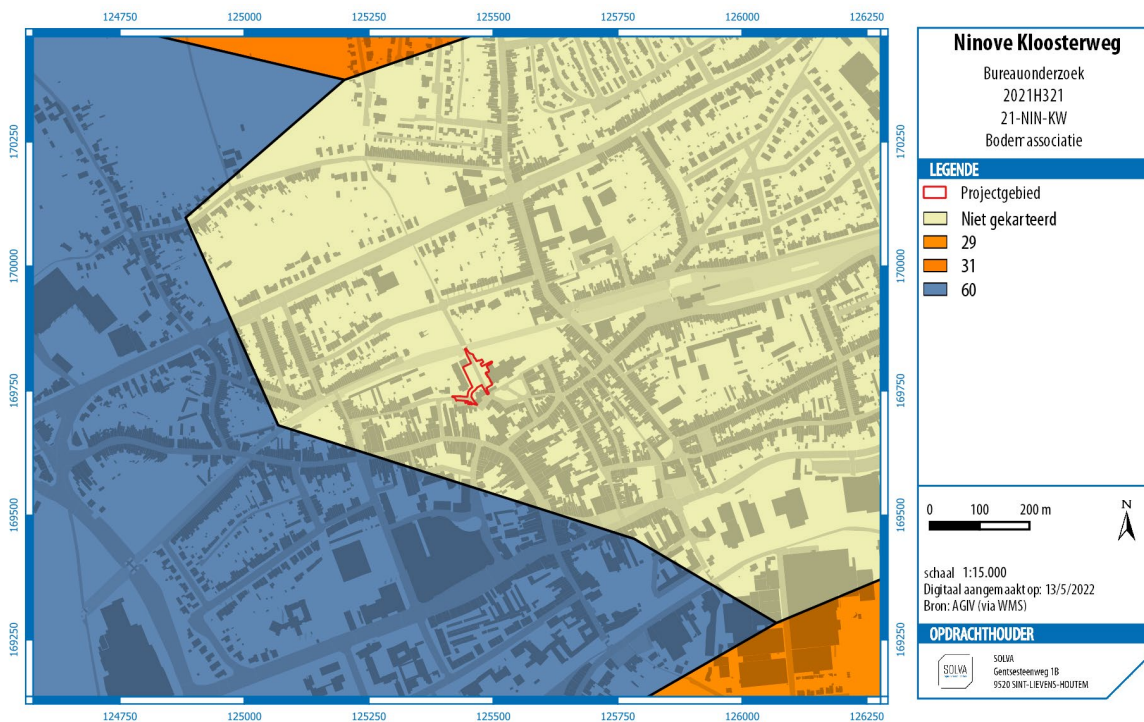 124750 125000 125250 125500 125750 126000 126250
170250 170250
170000 170000
169750 169750
169500 169500
169250 169250
124750 125000 125250 125500 125750 126000 126250
Ninove Kloosterweg
Bureauonderzoek
2021H321
21-NIN-KW
Bodemassociatie
LEGENDE
Projectgebied
Niet gekarteerd
29
31
60
0 100 200 m
N
schaal 1:15.000
Digitaal aangemaakt op: 13/5/2022
Bron: AGIV (via WMS)
OPDRACHTHOUDER
SOLVA
SOLVA
Gentsesteenweg 1B
9520 SINT-LIEVENS-HOUTEM